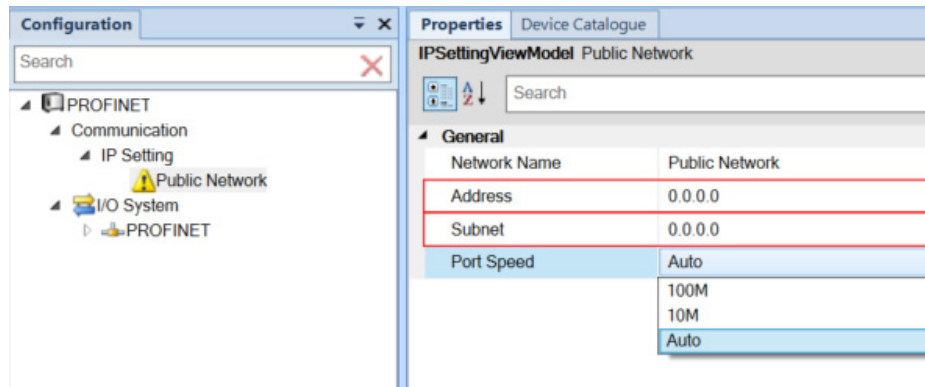 Configuration
Search
PROFINET
Communication
IP Setting
Public Network
I/O System
PROFINET
Properties Device Catalogue
IPSettingViewModel Public Network
A Z Search
General
Network Name Public Network
Address 0.0.0.0
Subnet 0.0.0.0
Port Speed Auto
100M
10M
Auto